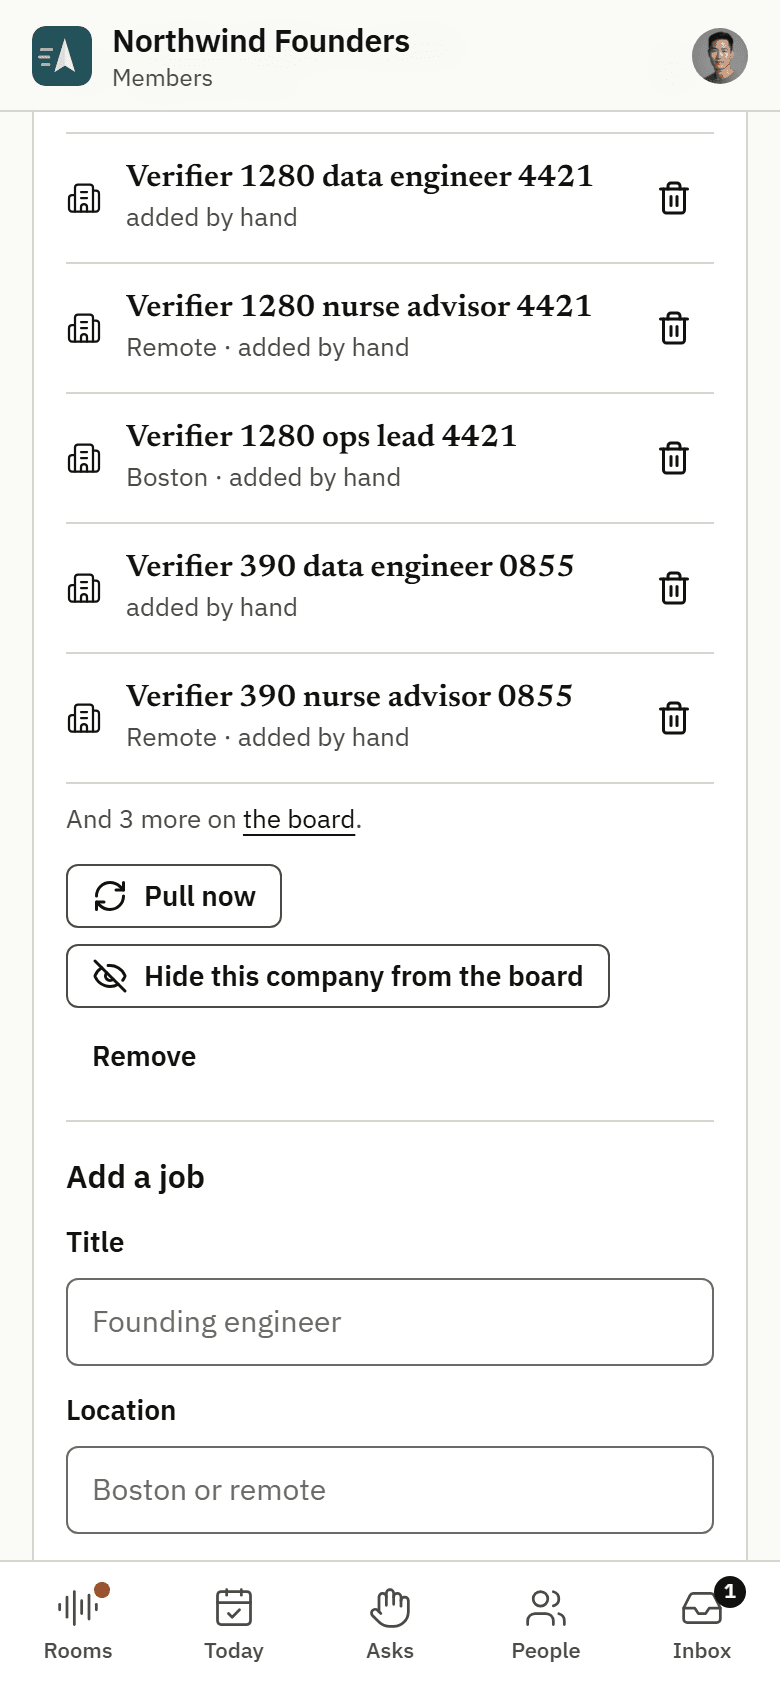 Northwind Founders
Members
Verifier 1280 data engineer 4421
added by hand
Verifier 1280 nurse advisor 4421
Remote · added by hand
Verifier 1280 ops lead 4421
Boston · added by hand
Verifier 390 data engineer 0855
added by hand
Verifier 390 nurse advisor 0855
Remote · added by hand
And 3 more on the board.
Pull now
Hide this company from the board
Remove
Add a job
Title
Founding engineer
Location
Boston or remote
1
Rooms Today Asks People Inbox